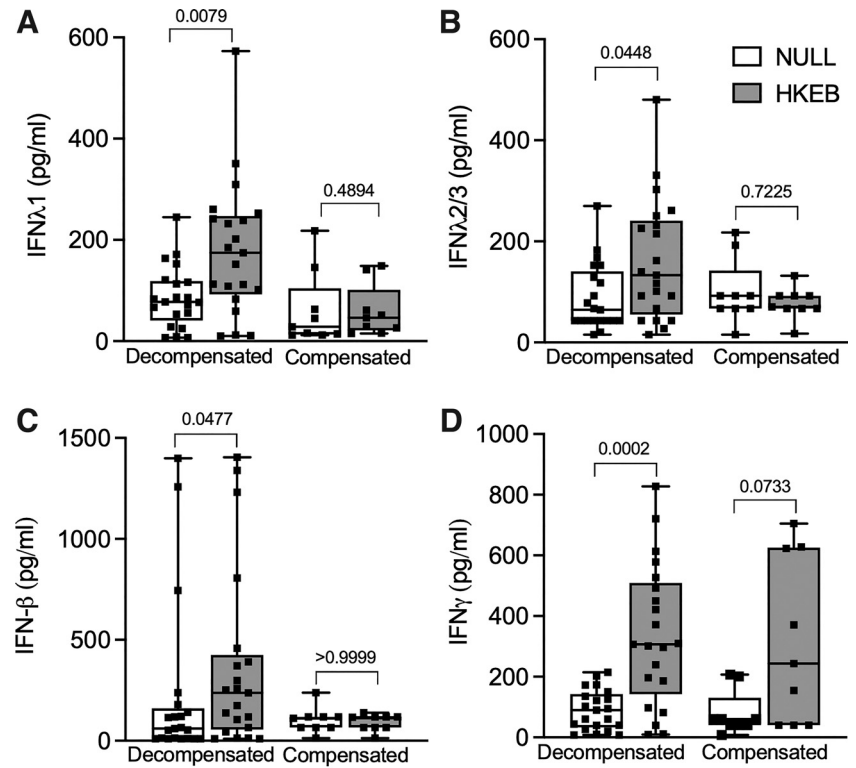 A
0.0079
600
400
200
0
IFNλ1 (pg/ml)
0.4894
Decompensated
Compensated
B
0.0448
NULL
HKEB
600
400
200
0
IFNλ2/3 (pg/ml)
0.7225
Decompensated
Compensated
C
0.0477
1500
1000
500
0
IFN-β (pg/ml)
>0.9999
Decompensated
Compensated
D
0.0002
1000
800
600
400
200
0
IFNγ (pg/ml)
0.0733
Decompensated
Compensated